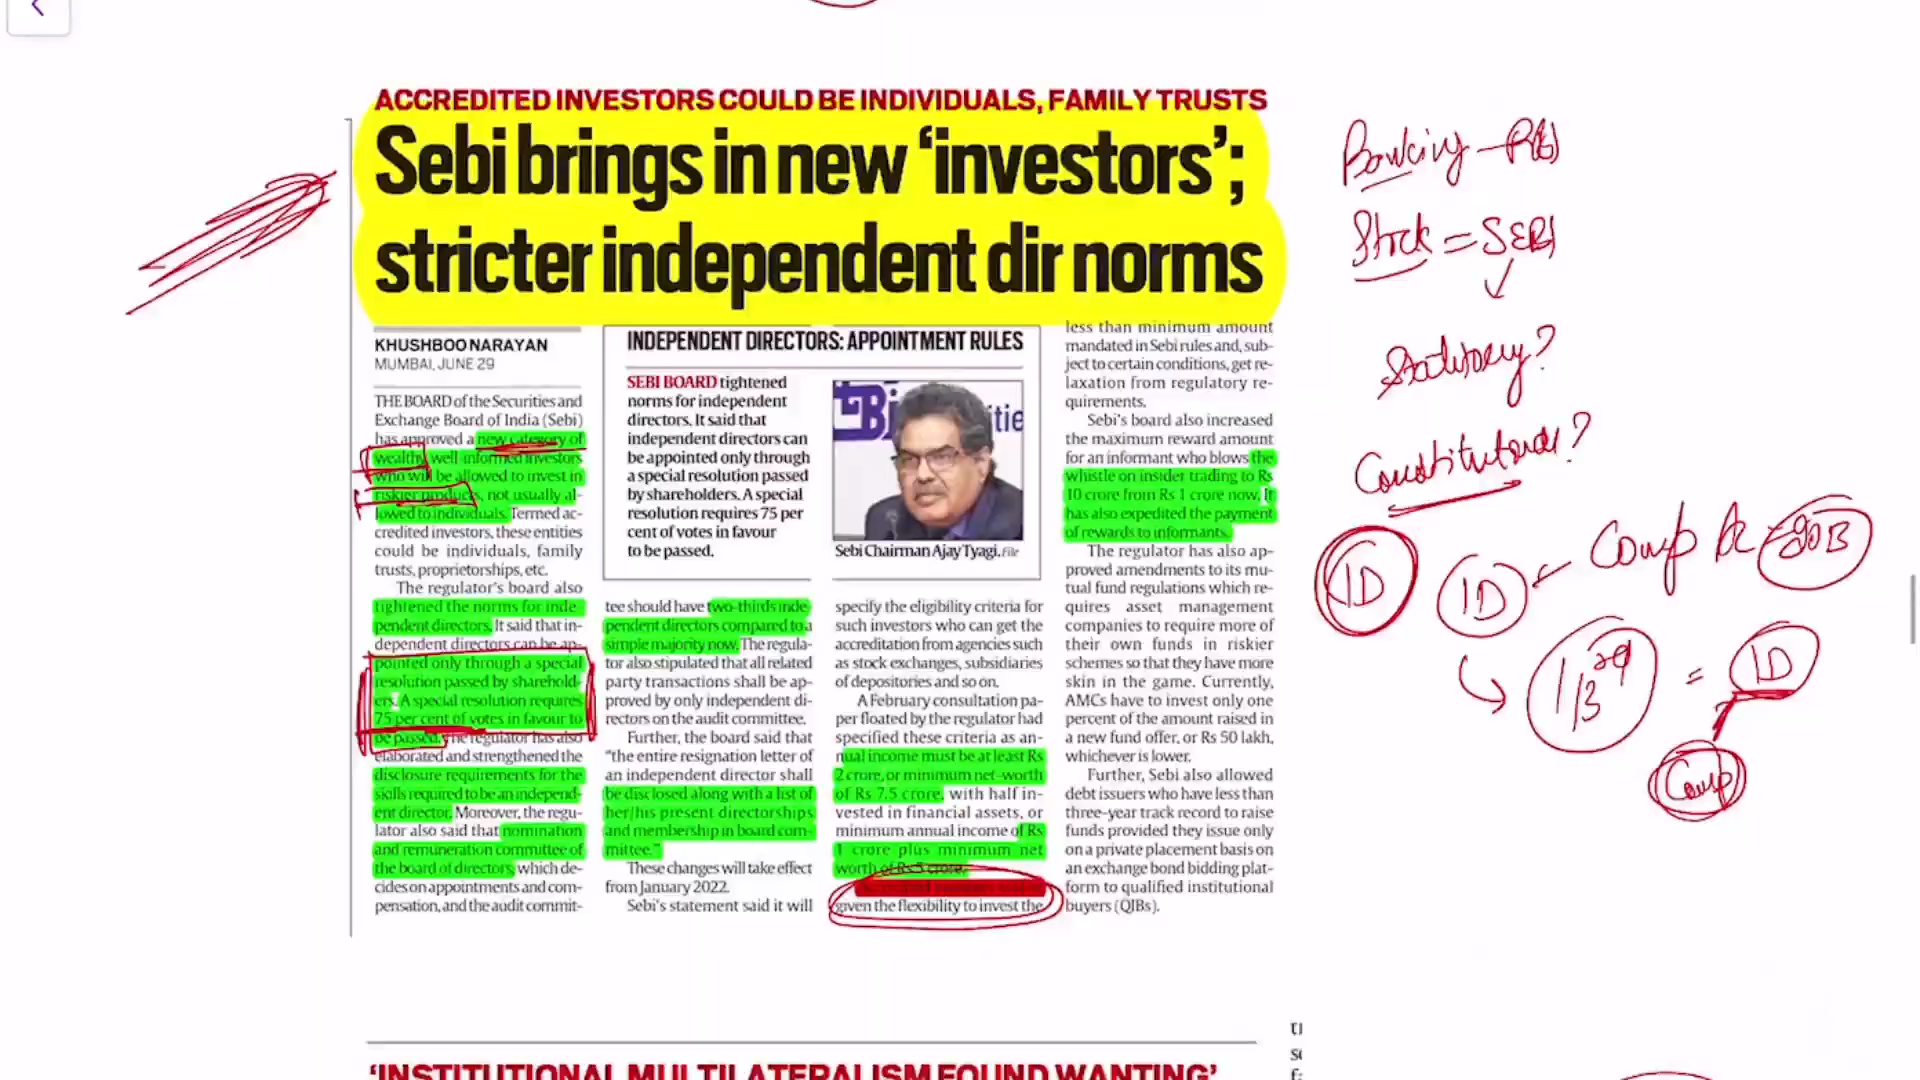 ACCREDITED INVESTORS COULD BE INDIVIDUALS, FAMILY TRUSTS
Sebi brings in new ‘investors’;
stricter independent dir norms
KHUSHBOO NARAYAN
MUMBAI, JUNE 29
THE BOARD of the Securities and
Exchange Board of India (Sebi)
has approved a new category of
wealthy well-informed investors
who will be allowed to invest in
riskier products, not usually al-
lowed to individuals. Termed ac-
credited investors, these entities
could be individuals, family
trusts, proprietorships, etc.
The regulator's board also
tightened the norms for inde-
pendent directors. It said that in-
dependent directors can be ap-
pointed only through a special
resolution passed by sharehold-
ers. A special resolution requires
75 per cent of votes in favour to
be passed. The regulator has also
elaborated and strengthened the
disclosure requirements for the
skills required to be an independ-
ent director. Moreover, the regu-
lator also said that nomination
and remuneration committee of
the board of directors, which de-
cides on appointments and com-
pensation, and the audit commit-
INDEPENDENT DIRECTORS: APPOINTMENT RULES
SEBI BOARD tightened
norms for independent
directors. It said that
independent directors can
be appointed only through
a special resolution passed
by shareholders. A special
resolution requires 75 per
cent of votes in favour
to be passed.
Sebi Chairman Ajay Tyagi. File
tee should have two-thirds inde-
pendent directors compared to a
simple majority now. The regula-
tor also stipulated that all related
party transactions shall be ap-
proved by only independent di-
rectors on the audit committee.
Further, the board said that
“the entire resignation letter of
an independent director shall
be disclosed along with a list of
her/his present directorships
and membership in board com-
mittee.”
These changes will take effect
from January 2022.
Sebi's statement said it will
specify the eligibility criteria for
such investors who can get the
accreditation from agencies such
as stock exchanges, subsidiaries
of depositories and so on.
A February consultation pa-
per floated by the regulator had
specified these criteria as an-
nual income must be at least Rs
2 crore, or minimum net-worth
of Rs 7.5 crore, with half in-
vested in financial assets, or
minimum annual income of Rs
1 crore plus minimum net
worth of Rs 5 crore.
given the flexibility to invest the
less than minimum amount
mandated in Sebi rules and, sub-
ject to certain conditions, get re-
laxation from regulatory re-
quirements.
Sebi's board also increased
the maximum reward amount
for an informant who blows the
whistle on insider trading to Rs
10 crore from Rs 1 crore now. It
has also expedited the payment
of rewards to informants.
The regulator has also ap-
proved amendments to its mu-
tual fund regulations which re-
quires asset management
companies to require more of
their own funds in riskier
schemes so that they have more
skin in the game. Currently,
AMCs have to invest only one
percent of the amount raised in
a new fund offer, or Rs 50 lakh,
whichever is lower.
Further, Sebi also allowed
debt issuers who have less than
three-year track record to raise
funds provided they issue only
on a private placement basis on
an exchange bond bidding plat-
form to qualified institutional
buyers (QIBs).
Banking - RBI
Stock = SEBI
Statutory?
Constitutional?
ID ID - Comp Ac 2013
1/3rd = ID
Comp
‘INSTITUTIONAL MULTILATERALISM FOUND WANTING’